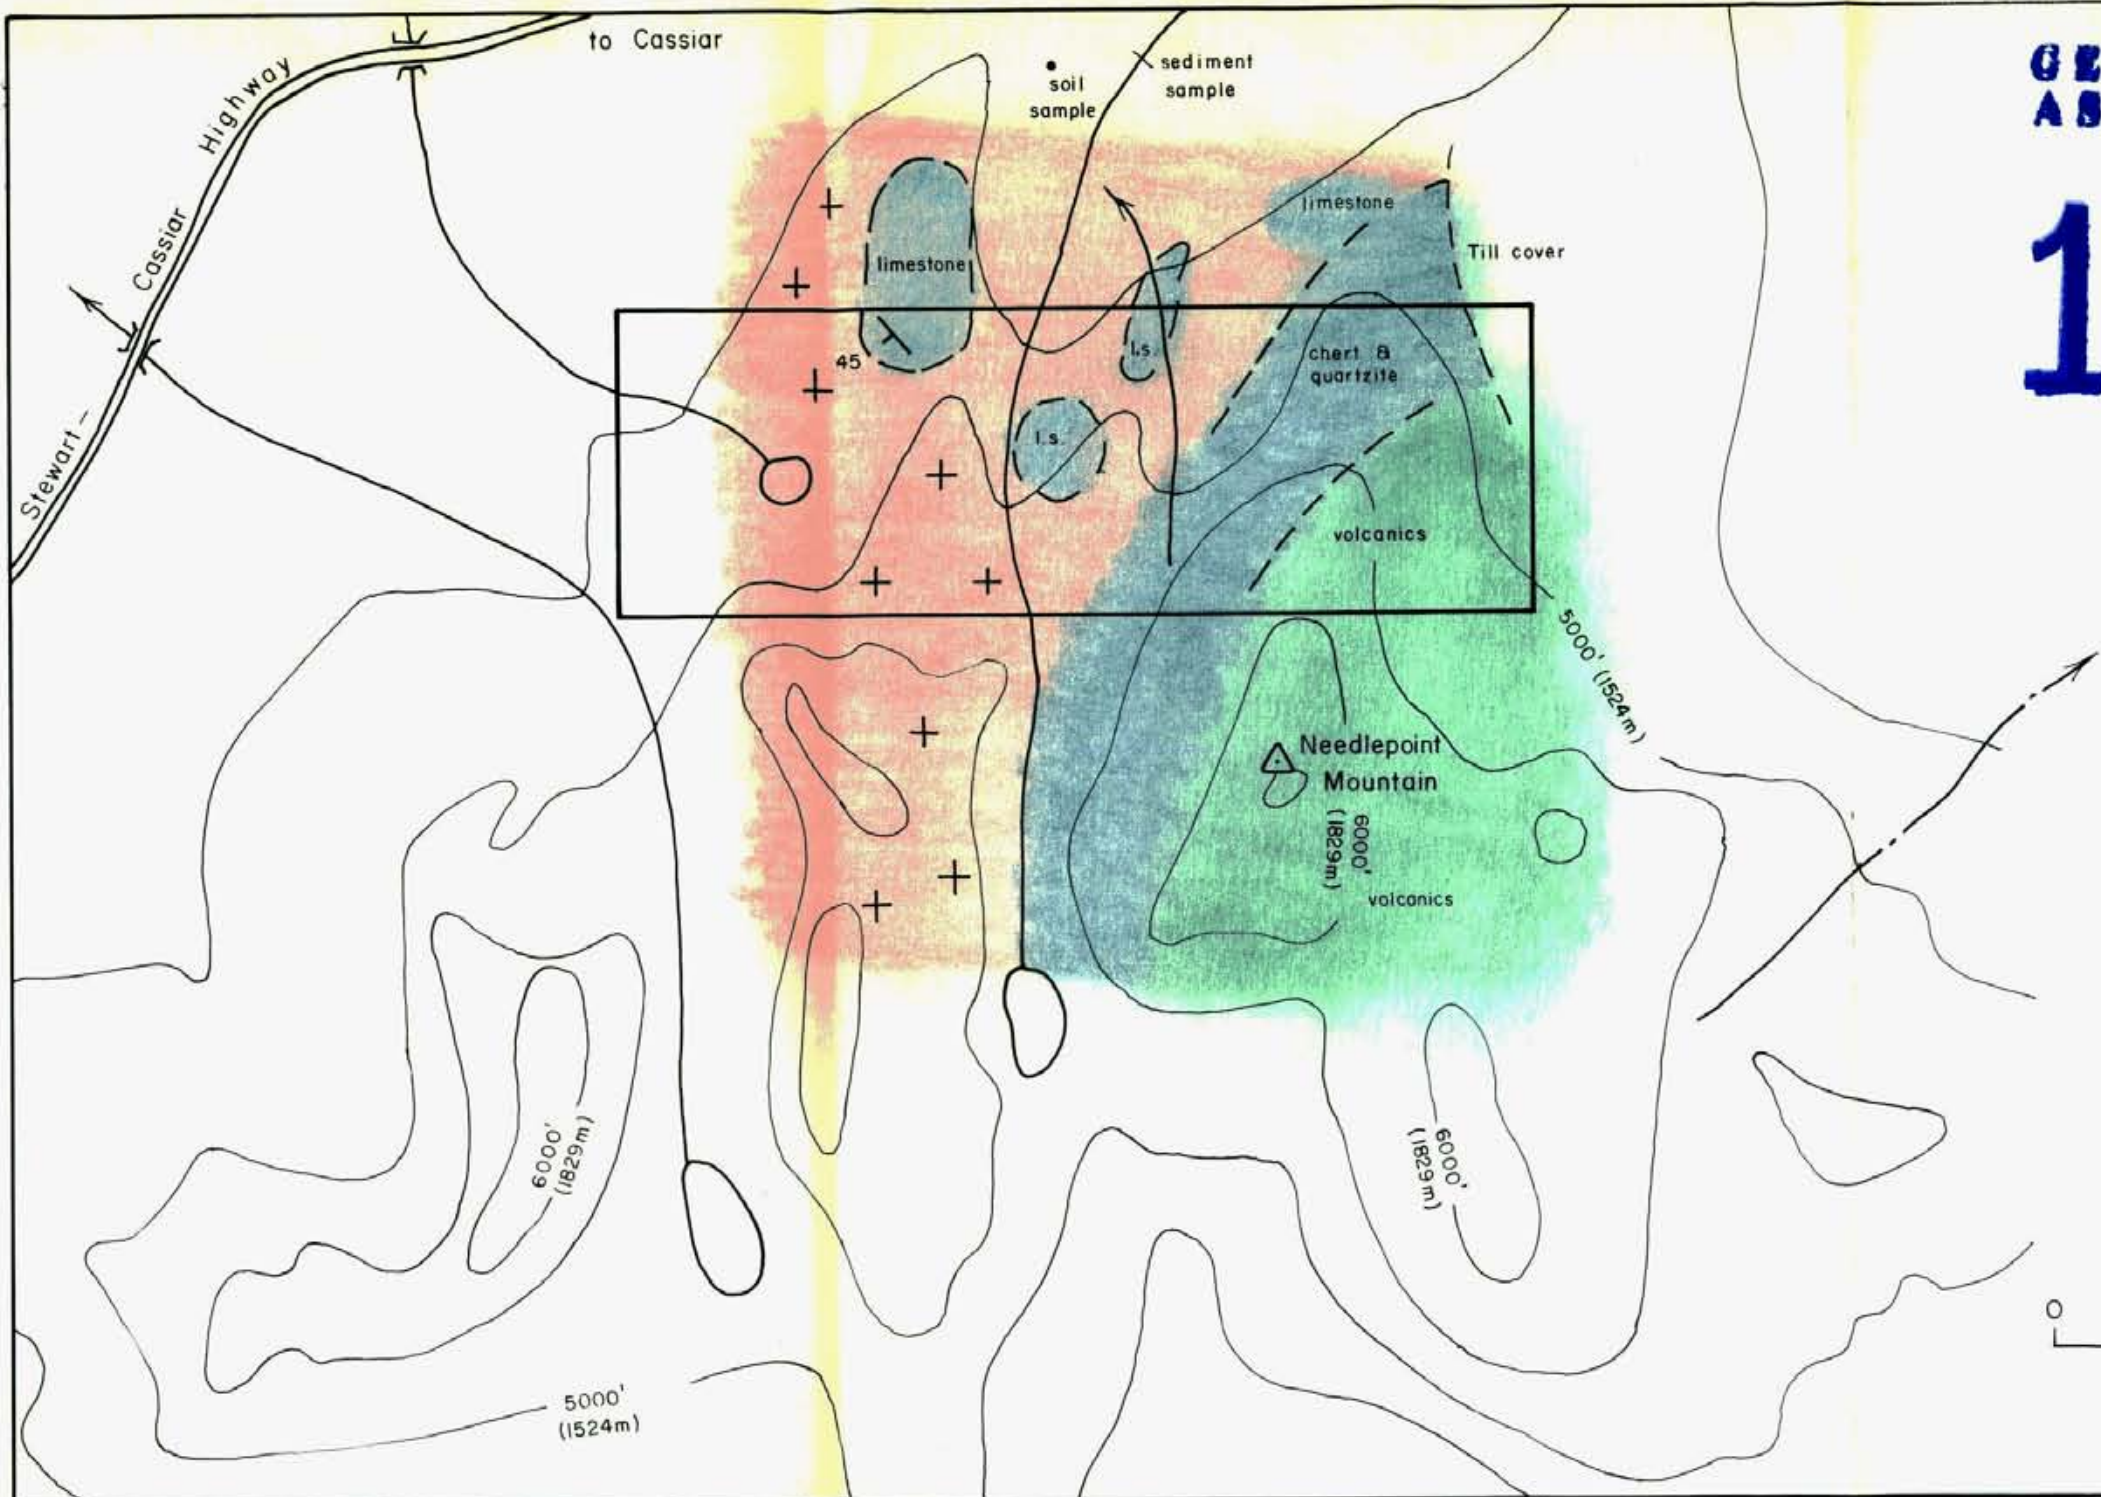 to Cassiar
soil
sample
sediment
sample
Stewart –
Cassiar
Highway
limestone
limestone
Till cover
45
l.s.
l.s.
chert &
quartzite
volcanics
5000' (1524m)
Needlepoint
Mountain
6000'
(1829m)
volcanics
6000'
(1829m)
6000'
(1829m)
5000'
(1524m)
0
1